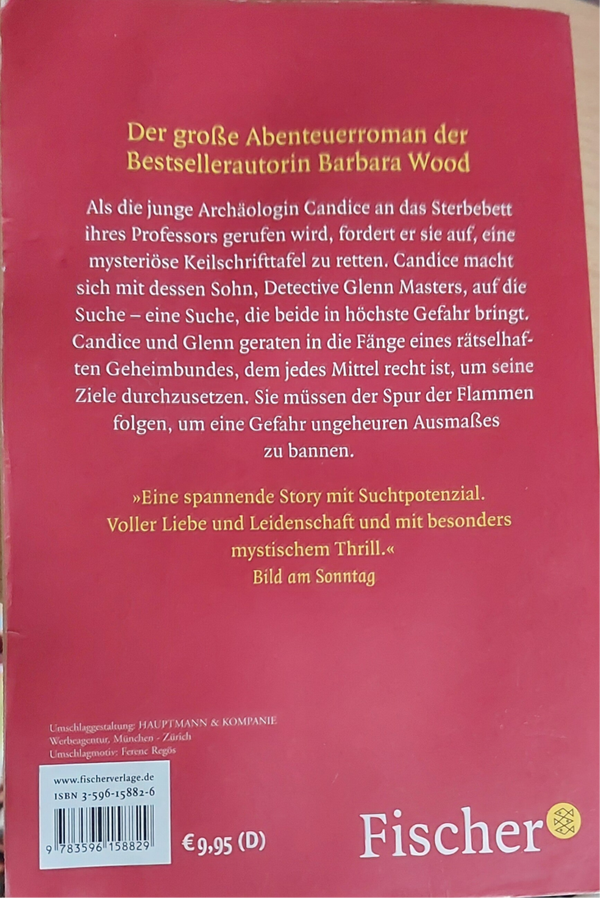 Der große Abenteuerroman der
Bestsellerautorin Barbara Wood
Als die junge Archäologin Candice an das Sterbebett
ihres Professors gerufen wird, fordert er sie auf, eine
mysteriöse Keilschrifttafel zu retten. Candice macht
sich mit dessen Sohn, Detective Glenn Masters, auf die
Suche – eine Suche, die beide in höchste Gefahr bringt.
Candice und Glenn geraten in die Fänge eines rätselhaf-
ten Geheimbundes, dem jedes Mittel recht ist, um seine
Ziele durchzusetzen. Sie müssen der Spur der Flammen
folgen, um eine Gefahr ungeheuren Ausmaßes
zu bannen.
»Eine spannende Story mit Suchtpotenzial.
Voller Liebe und Leidenschaft und mit besonders
mystischem Thrill.«
Bild am Sonntag
Umschlaggestaltung: HAUPTMANN & KOMPANIE
Werbeagentur, München - Zürich
Umschlagmotiv: Ferenc Regös
www.fischerverlage.de
ISBN 3-596-15882-6
9 783596 158829
€ 9,95 (D)
Fischer